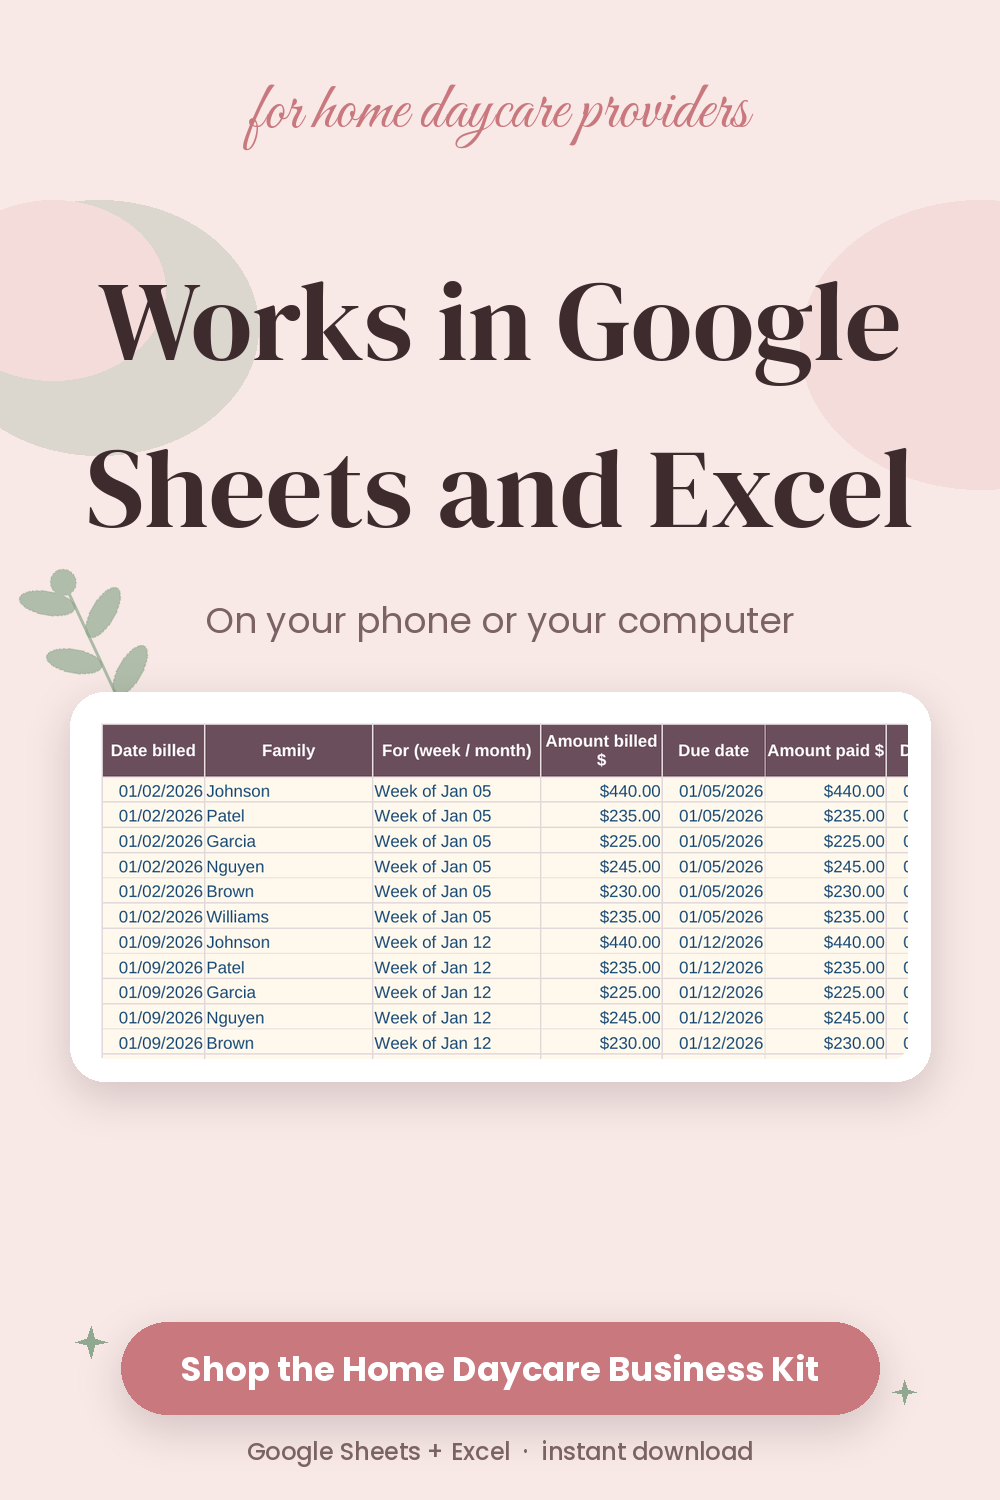 for home daycare providers
Works in Google
Sheets and Excel
On your phone or your computer
Date billed Family For (week / month) Amount billed $ Due date Amount paid $
01/02/2026 Johnson Week of Jan 05 $440.00 01/05/2026 $440.00
01/02/2026 Patel Week of Jan 05 $235.00 01/05/2026 $235.00
01/02/2026 Garcia Week of Jan 05 $225.00 01/05/2026 $225.00
01/02/2026 Nguyen Week of Jan 05 $245.00 01/05/2026 $245.00
01/02/2026 Brown Week of Jan 05 $230.00 01/05/2026 $230.00
01/02/2026 Williams Week of Jan 05 $235.00 01/05/2026 $235.00
01/09/2026 Johnson Week of Jan 12 $440.00 01/12/2026 $440.00
01/09/2026 Patel Week of Jan 12 $235.00 01/12/2026 $235.00
01/09/2026 Garcia Week of Jan 12 $225.00 01/12/2026 $225.00
01/09/2026 Nguyen Week of Jan 12 $245.00 01/12/2026 $245.00
01/09/2026 Brown Week of Jan 12 $230.00 01/12/2026 $230.00
Shop the Home Daycare Business Kit
Google Sheets + Excel · instant download